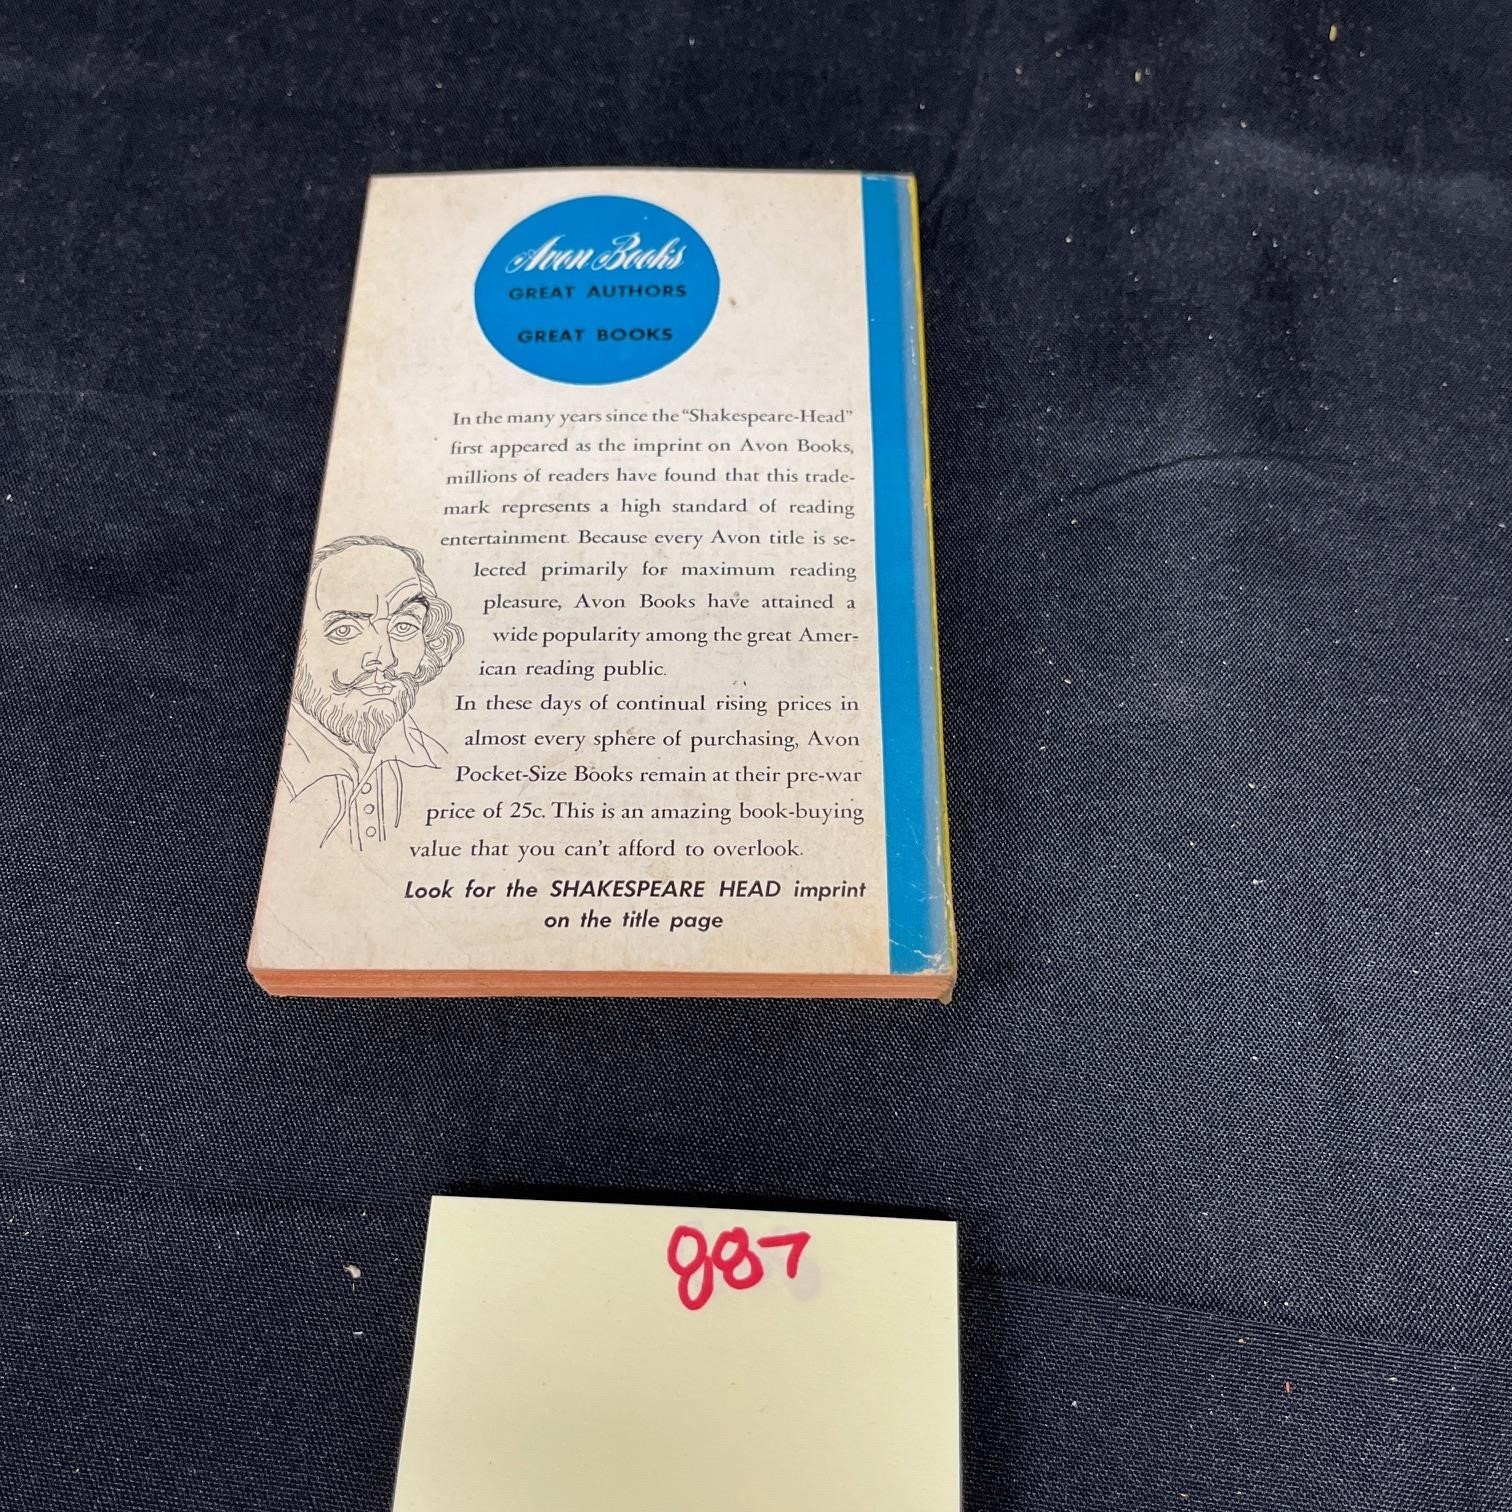 Avon Books
GREAT AUTHORS
GREAT BOOKS
In the many years since the "Shakespeare-Head"
first appeared as the imprint on Avon Books,
millions of readers have found that this trade-
mark represents a high standard of reading
entertainment. Because every Avon title is se-
lected primarily for maximum reading
pleasure, Avon Books have attained a
wide popularity among the great Amer-
ican reading public.
In these days of continual rising prices in
almost every sphere of purchasing, Avon
Pocket-Size Books remain at their pre-war
price of 25c. This is an amazing book-buying
value that you can't afford to overlook.
Look for the SHAKESPEARE HEAD imprint
on the title page
887